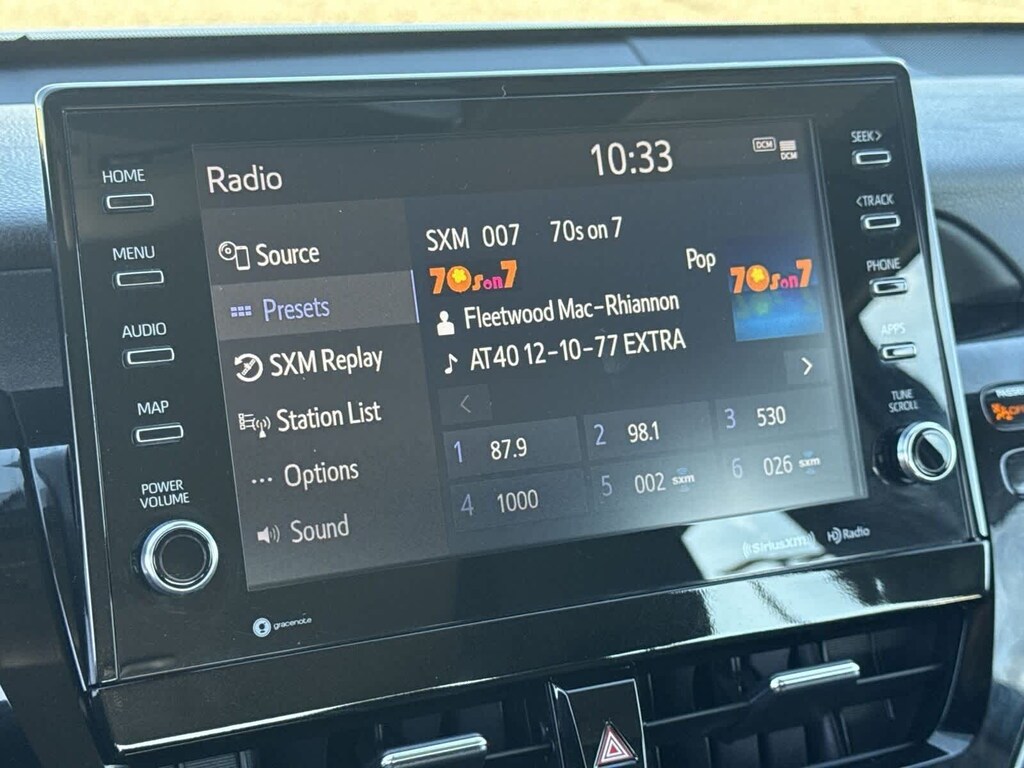 HOME
MENU
AUDIO
MAP
POWER
VOLUME
Radio
10:33
DCM
DCM
Source
Presets
SXM Replay
Station List
Options
Sound
SXM 007 70s on 7
70s on 7
Pop
70s on 7
Fleetwood Mac-Rhiannon
AT40 12-10-77 EXTRA
<
>
1 87.9
2 98.1
3 530
4 1000
5 002 sxm
6 026 sxm
SEEK>
<TRACK
PHONE
APPS
TUNE
SCROLL
gracenote
((SiriusXM))
HD Radio